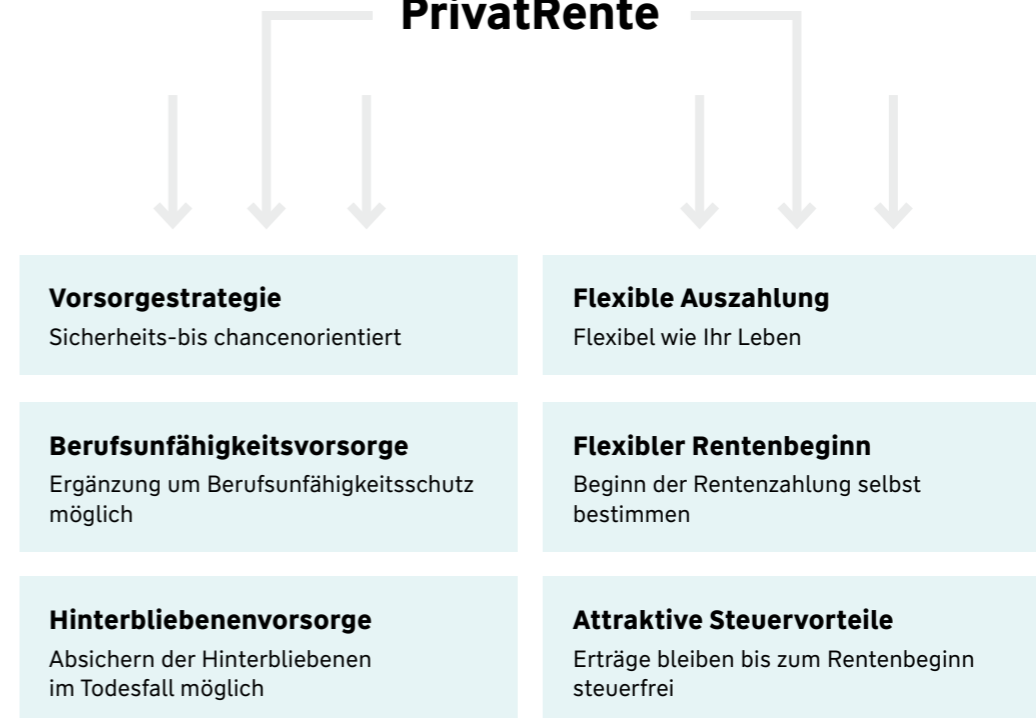 PrivatRente
Vorsorgestrategie
Sicherheits-bis chancenorientiert
Flexible Auszahlung
Flexibel wie Ihr Leben
Berufsunfähigkeitsvorsorge
Ergänzung um Berufsunfähigkeitsschutz
möglich
Flexibler Rentenbeginn
Beginn der Rentenzahlung selbst
bestimmen
Hinterbliebenenvorsorge
Absichern der Hinterbliebenen
im Todesfall möglich
Attraktive Steuervorteile
Erträge bleiben bis zum Rentenbeginn
steuerfrei